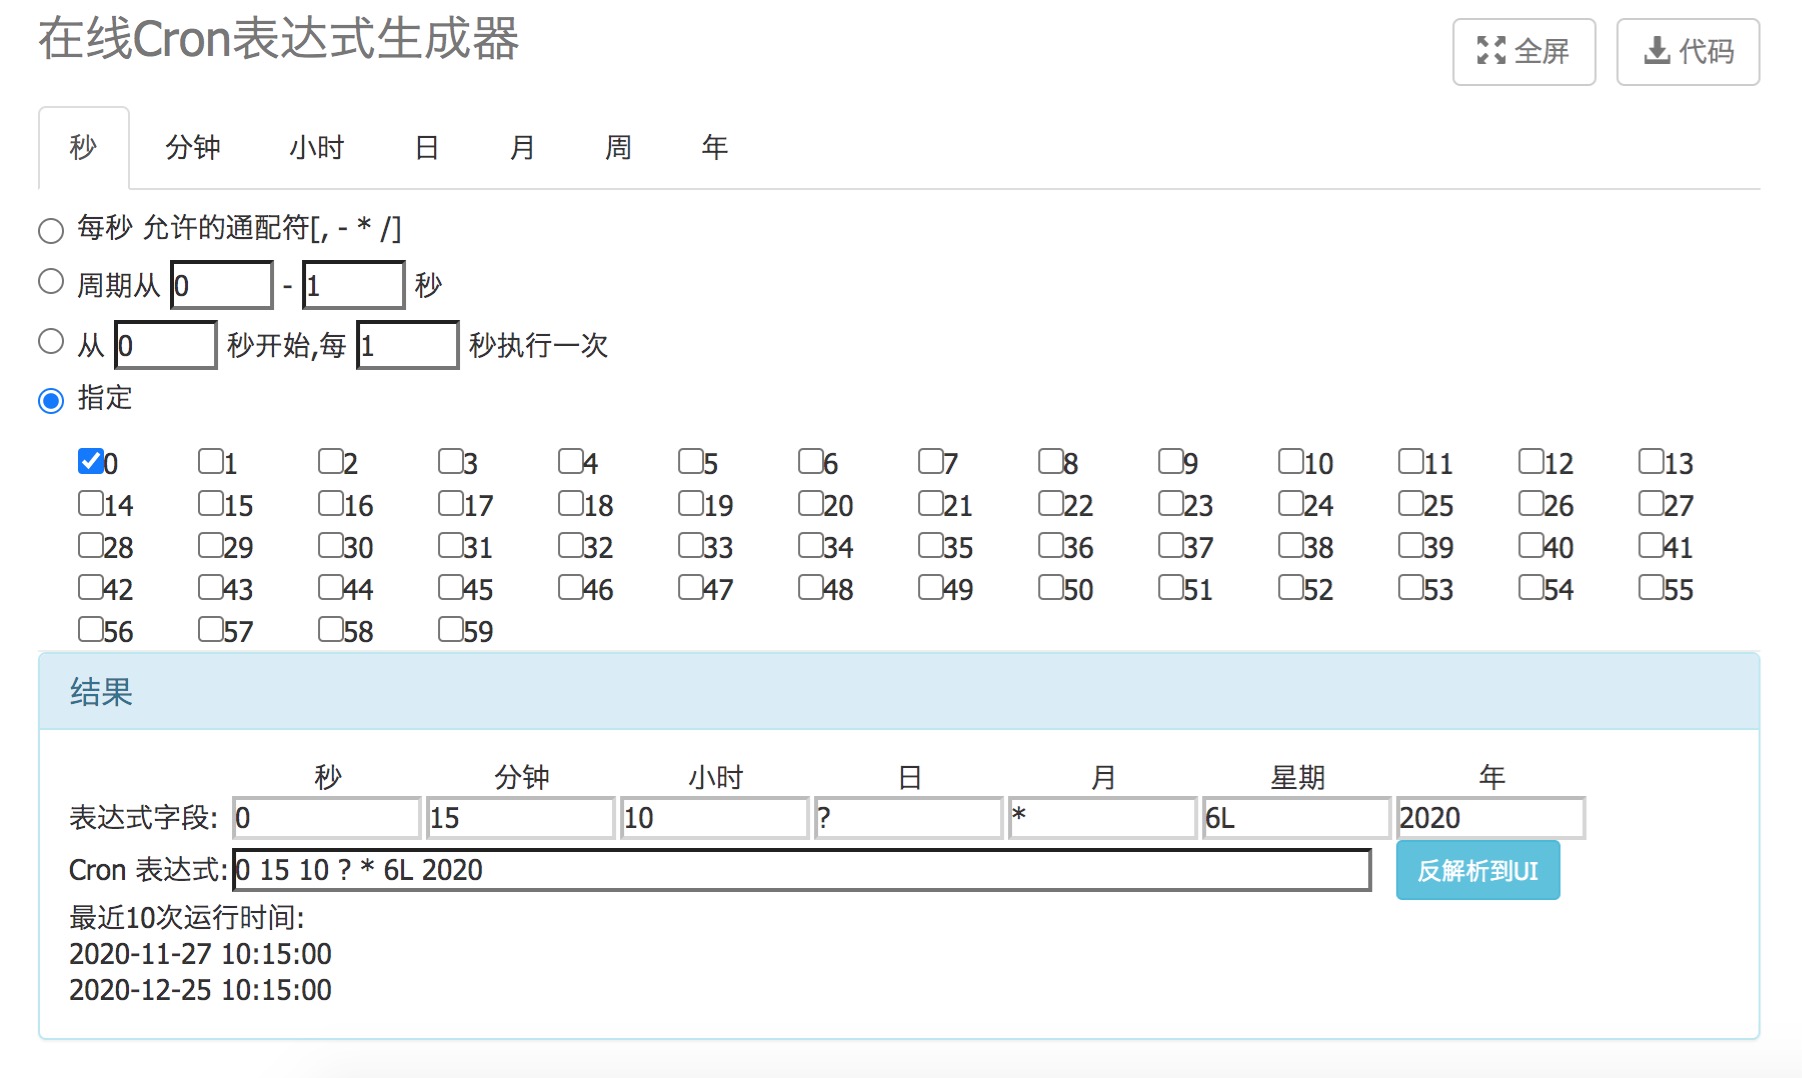 在线Cron表达式生成器
全屏 代码
秒 分钟 小时 日 月 周 年
每秒 允许的通配符[, - * /]
周期从 0 - 1 秒
从 0 秒开始,每 1 秒执行一次
指定
0 1 2 3 4 5 6 7 8 9 10 11 12 13
14 15 16 17 18 19 20 21 22 23 24 25 26 27
28 29 30 31 32 33 34 35 36 37 38 39 40 41
42 43 44 45 46 47 48 49 50 51 52 53 54 55
56 57 58 59
结果
秒 分钟 小时 日 月 星期 年
表达式字段: 0 15 10 ? * 6L 2020
Cron 表达式: 0 15 10 ? * 6L 2020 反解析到UI
最近10次运行时间:
2020-11-27 10:15:00
2020-12-25 10:15:00